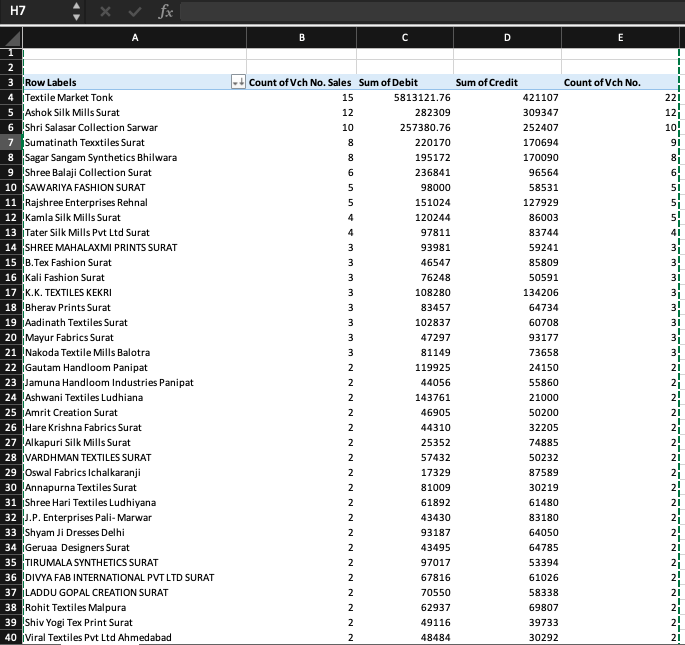 H7 fx
A B C D E
1
2
3 Row Labels Count of Vch No. Sales Sum of Debit Sum of Credit Count of Vch No.
4 Textile Market Tonk 15 5813121.76 421107 22
5 Ashok Silk Mills Surat 12 282309 309347 12
6 Shri Salasar Collection Sarwar 10 257380.76 252407 10
7 Sumatinath Texxtiles Surat 8 220170 170694 9
8 Sagar Sangam Synthetics Bhilwara 8 195172 170090 8
9 Shree Balaji Collection Surat 6 236841 96564 6
10 SAWARIYA FASHION SURAT 5 98000 58531 5
11 Rajshree Enterprises Rehnal 5 151024 127929 5
12 Kamla Silk Mills Surat 4 120244 86003 5
13 Tater Silk Mills Pvt Ltd Surat 4 97811 83744 4
14 SHREE MAHALAXMI PRINTS SURAT 3 93981 59241 3
15 B.Tex Fashion Surat 3 46547 85809 3
16 Kali Fashion Surat 3 76248 50591 3
17 K.K. TEXTILES KEKRI 3 108280 134206 3
18 Bherav Prints Surat 3 83457 64734 3
19 Aadinath Textiles Surat 3 102837 60708 3
20 Mayur Fabrics Surat 3 47297 93177 3
21 Nakoda Textile Mills Balotra 3 81149 73658 3
22 Gautam Handloom Panipat 2 119925 24150 2
23 Jamuna Handloom Industries Panipat 2 44056 55860 2
24 Ashwani Textiles Ludhiana 2 143761 21000 2
25 Amrit Creation Surat 2 46905 50200 2
26 Hare Krishna Fabrics Surat 2 44310 32205 2
27 Alkapuri Silk Mills Surat 2 25352 74885 2
28 VARDHMAN TEXTILES SURAT 2 57432 50232 2
29 Oswal Fabrics Ichalkaranji 2 17329 87589 2
30 Annapurna Textiles Surat 2 81009 30219 2
31 Shree Hari Textiles Ludhiyana 2 61892 61480 2
32 J.P. Enterprises Pali- Marwar 2 43430 83180 2
33 Shyam Ji Dresses Delhi 2 93187 64050 2
34 Geruaa Designers Surat 2 43495 64785 2
35 TIRUMALA SYNTHETICS SURAT 2 97017 53394 2
36 DIVYA FAB INTERNATIONAL PVT LTD SURAT 2 67816 61026 2
37 LADDU GOPAL CREATION SURAT 2 70550 58338 2
38 Rohit Textiles Malpura 2 62937 69807 2
39 Shiv Yogi Tex Print Surat 2 49116 39733 2
40 Viral Textiles Pvt Ltd Ahmedabad 2 48484 30292 2